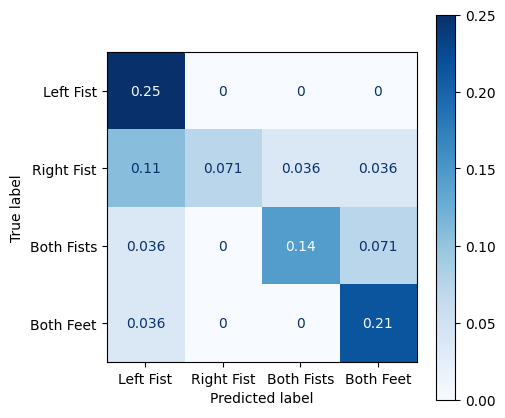 True label
Left Fist
0.25 0 0 0
Right Fist
0.11 0.071 0.036 0.036
Both Fists
0.036 0 0.14 0.071
Both Feet
0.036 0 0 0.21
Left Fist Right Fist Both Fists Both Feet
Predicted label
0.25
0.20
0.15
0.10
0.05
0.00